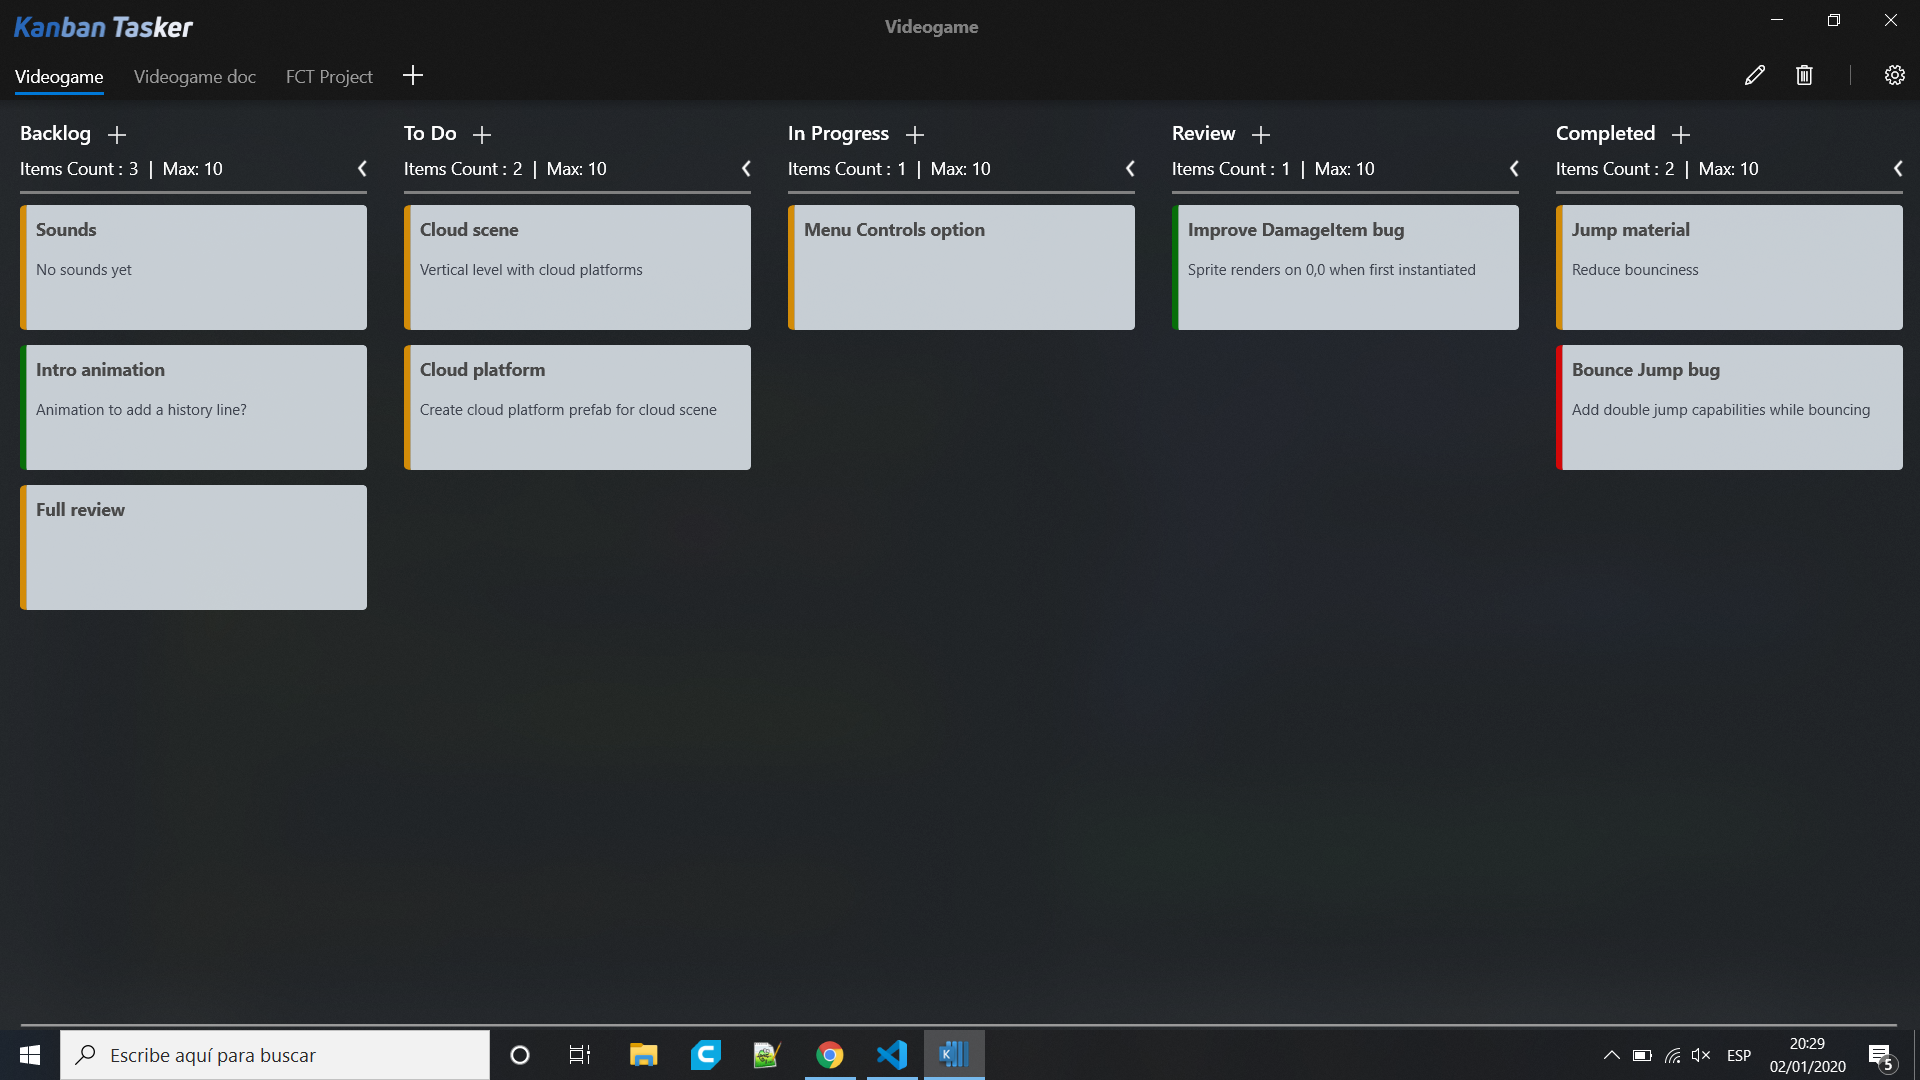 Kanban Tasker
Videogame
Videogame
Videogame doc
FCT Project
Backlog
Items Count : 3 | Max: 10
Sounds
No sounds yet
Intro animation
Animation to add a history line?
Full review
To Do
Items Count : 2 | Max: 10
Cloud scene
Vertical level with cloud platforms
Cloud platform
Create cloud platform prefab for cloud scene
In Progress
Items Count : 1 | Max: 10
Menu Controls option
Review
Items Count : 1 | Max: 10
Improve DamageItem bug
Sprite renders on 0,0 when first instantiated
Completed
Items Count : 2 | Max: 10
Jump material
Reduce bounciness
Bounce Jump bug
Add double jump capabilities while bouncing
Escribe aquí para buscar
K
ESP
20:29
02/01/2020
5